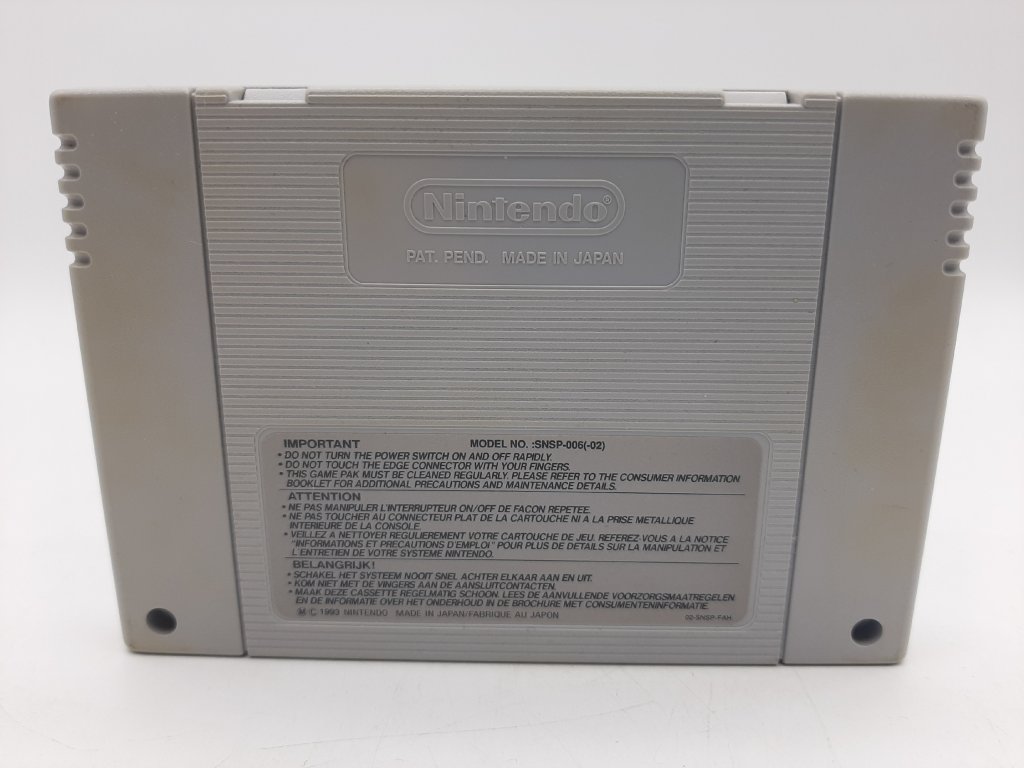 Nintendo®
PAT. PEND. MADE IN JAPAN
IMPORTANT MODEL NO. :SNSP-006(-02)
• DO NOT TURN THE POWER SWITCH ON AND OFF RAPIDLY.
• DO NOT TOUCH THE EDGE CONNECTOR WITH YOUR FINGERS.
• THIS GAME PAK MUST BE CLEANED REGULARLY. PLEASE REFER TO THE CONSUMER INFORMATION
BOOKLET FOR ADDITIONAL PRECAUTIONS AND MAINTENANCE DETAILS.
ATTENTION
• NE PAS MANIPULER L'INTERRUPTEUR ON/OFF DE FACON REPETEE.
• NE PAS TOUCHER AU CONNECTEUR PLAT DE LA CARTOUCHE NI A LA PRISE METALLIQUE
INTERIEURE DE LA CONSOLE.
• VEILLEZ A NETTOYER REGULIEREMENT VOTRE CARTOUCHE DE JEU. REFEREZ-VOUS A LA NOTICE
"INFORMATIONS ET PRECAUTIONS D'EMPLOI" POUR PLUS DE DETAILS SUR LA MANIPULATION ET
L'ENTRETIEN DE VOTRE SYSTEME NINTENDO.
BELANGRIJK!
• SCHAKEL HET SYSTEEM NOOIT SNEL ACHTER ELKAAR AAN EN UIT.
• KOM NIET MET DE VINGERS AAN DE AANSLUITCONTACTEN.
• MAAK DEZE CASSETTE REGELMATIG SCHOON. LEES DE AANVULLENDE VOORZORGSMAATREGELEN
EN DE INFORMATIE OVER HET ONDERHOUD IN DE BROCHURE MET CONSUMENTENINFORMATIE.
Ⓜ © 1993 NINTENDO MADE IN JAPAN/FABRIQUE AU JAPON 02-SNSP-FAH